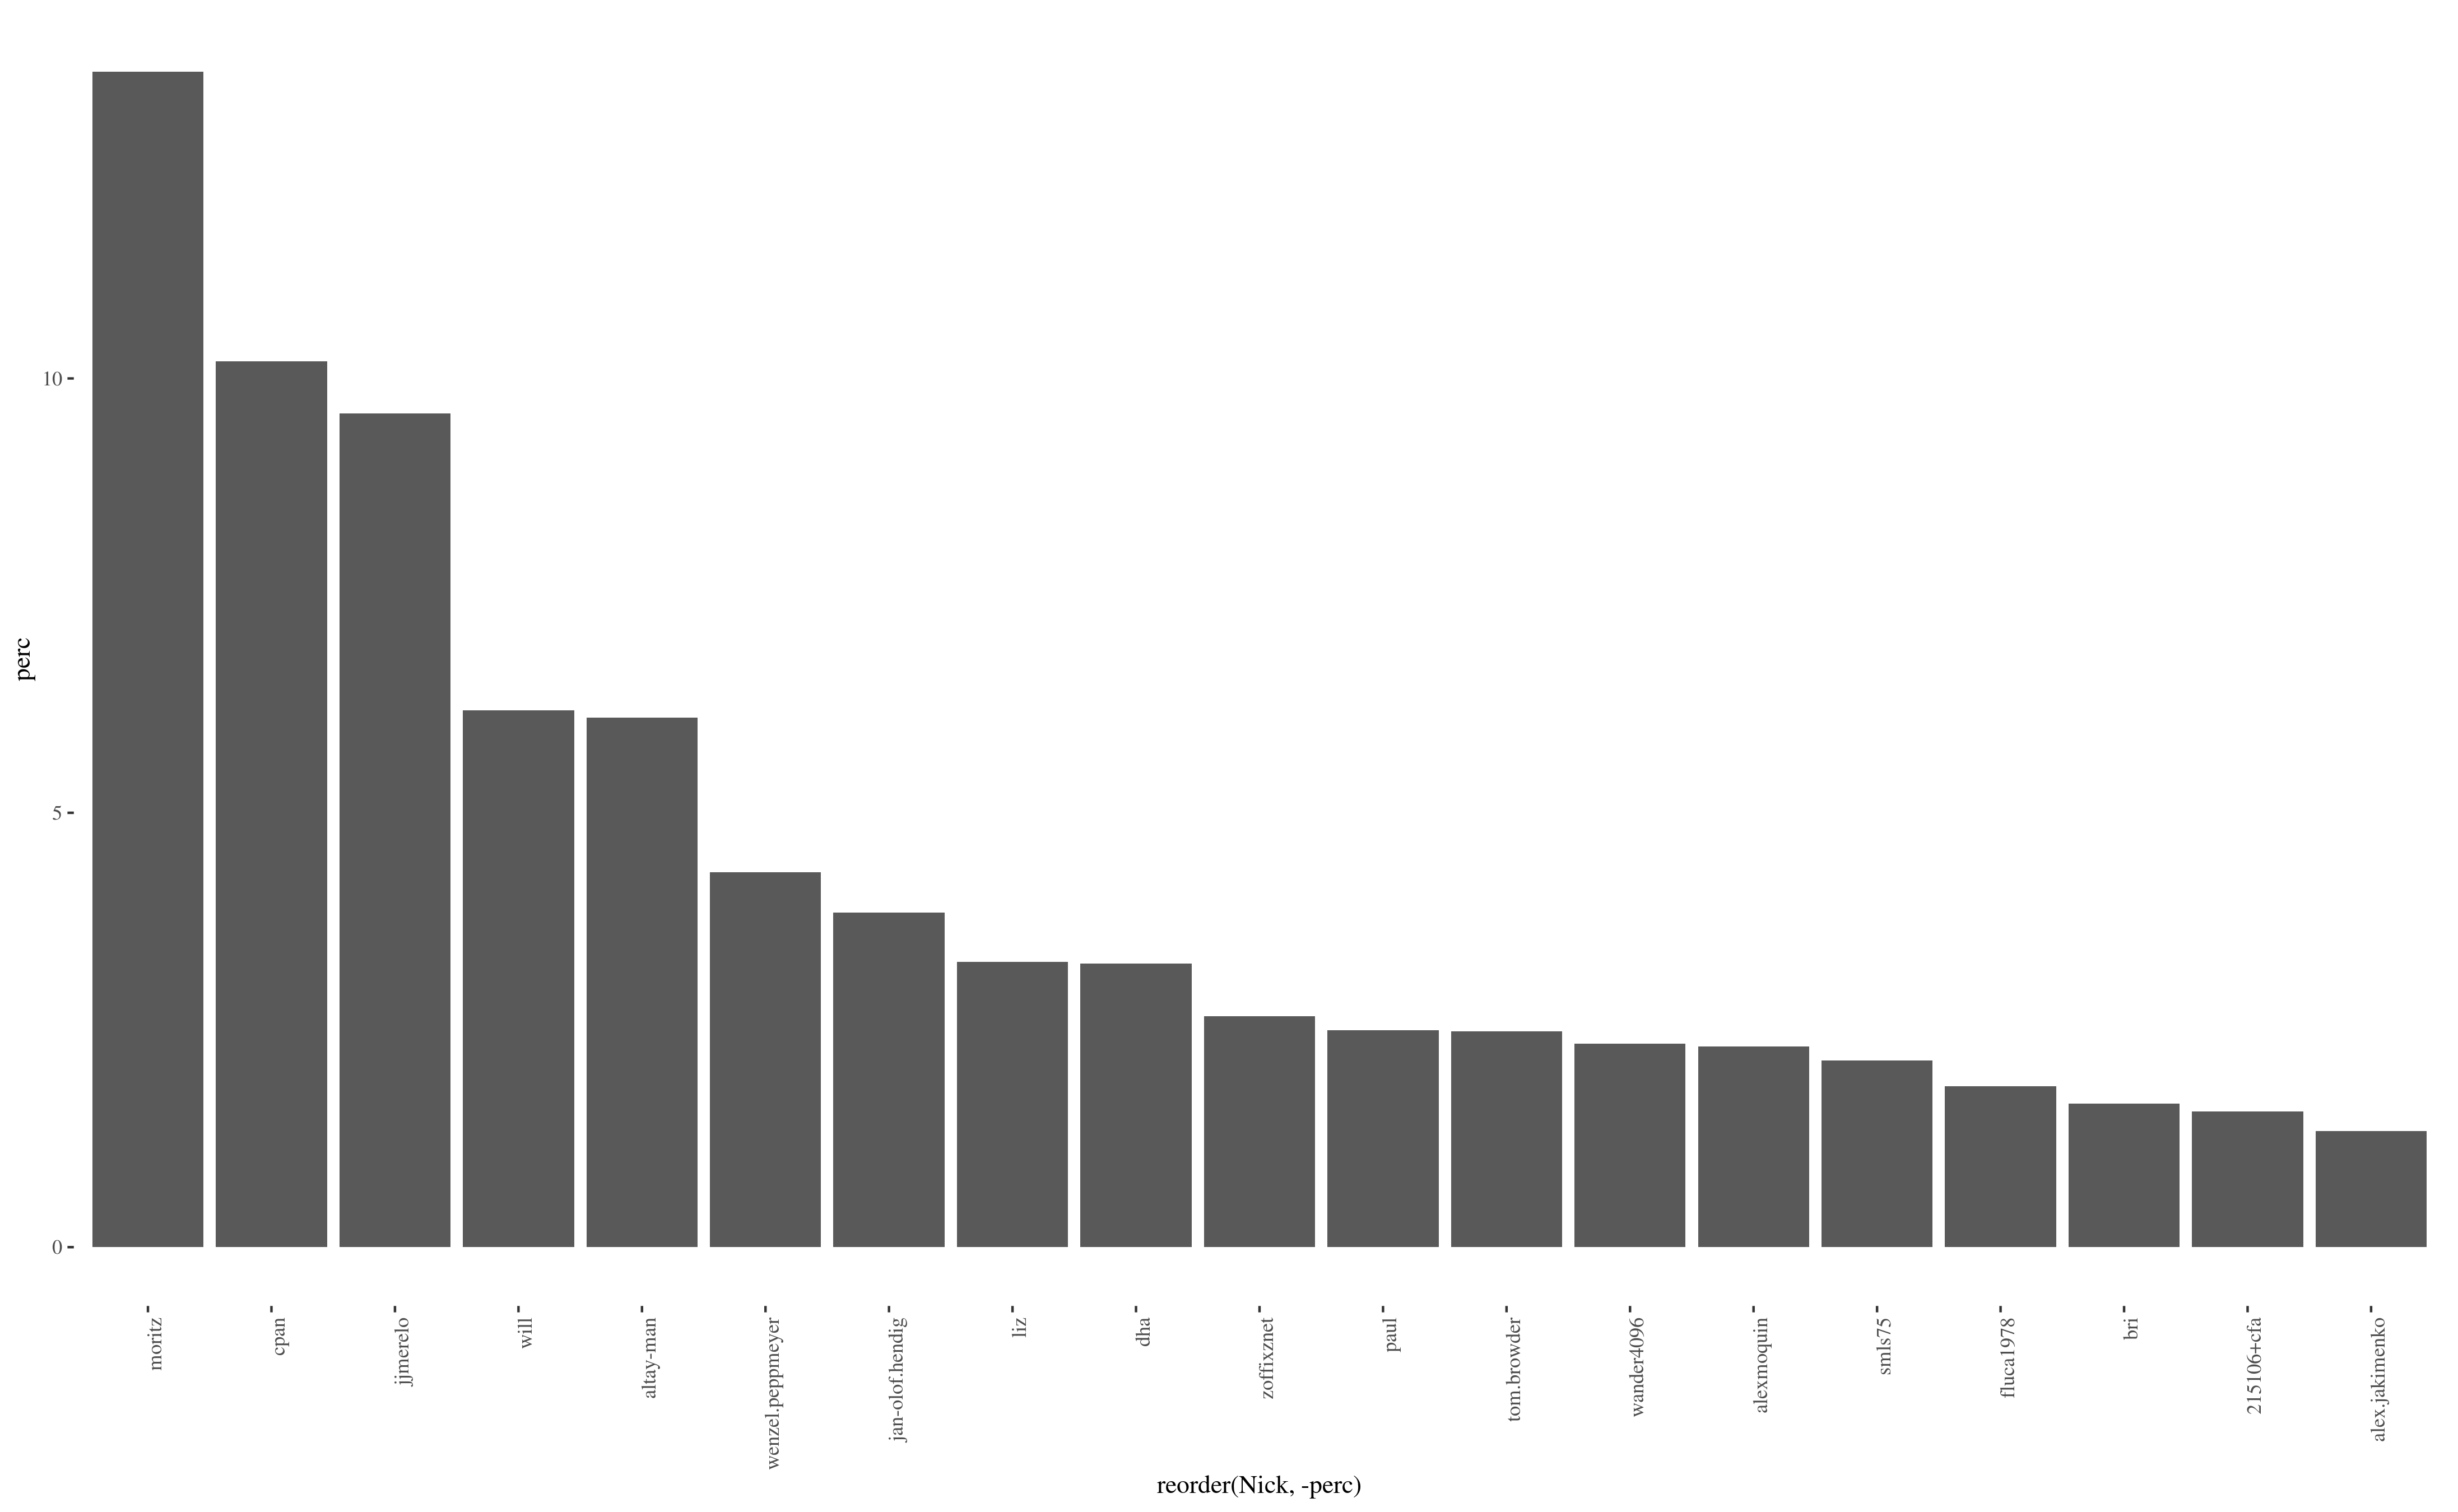 10
5
0
perc
moritz
cpan
jjmerelo
will
altay-man
wenzel.peppmeyer
jan-olof.hendig
liz
dha
zoffixznet
paul
tom.browder
wander4096
alexmoquin
smls75
fluca1978
bri
215106+cfa
alex.jakimenko
reorder(Nick, -perc)